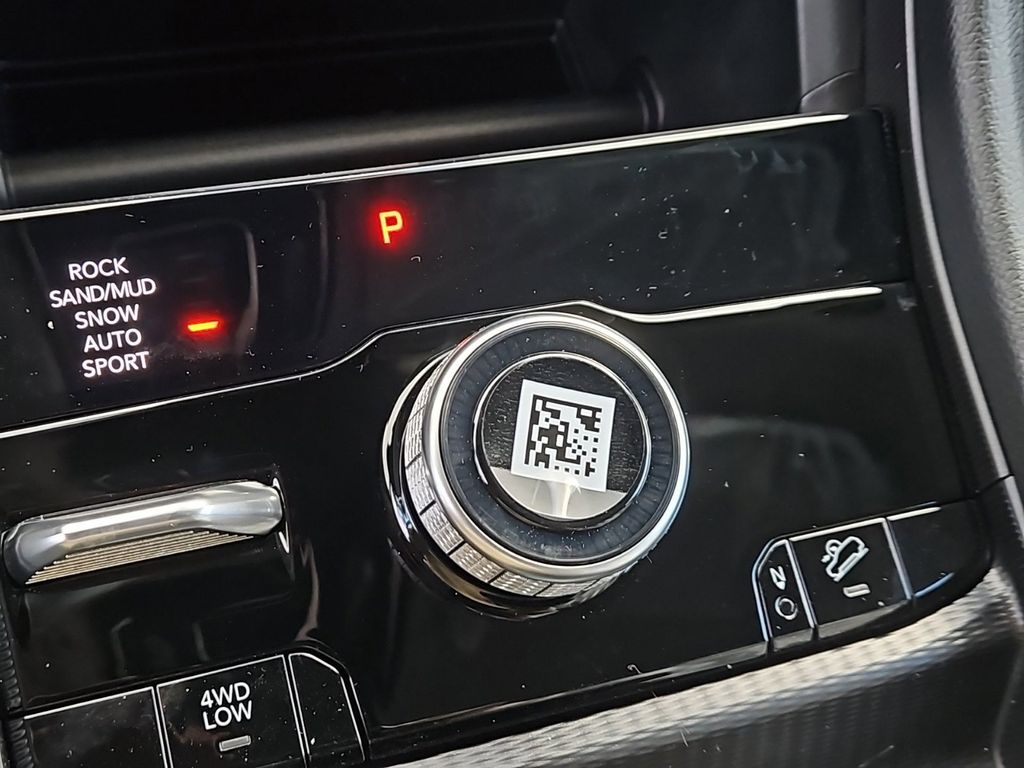 P
ROCK
SAND/MUD
SNOW
AUTO
SPORT
N
4WD
LOW